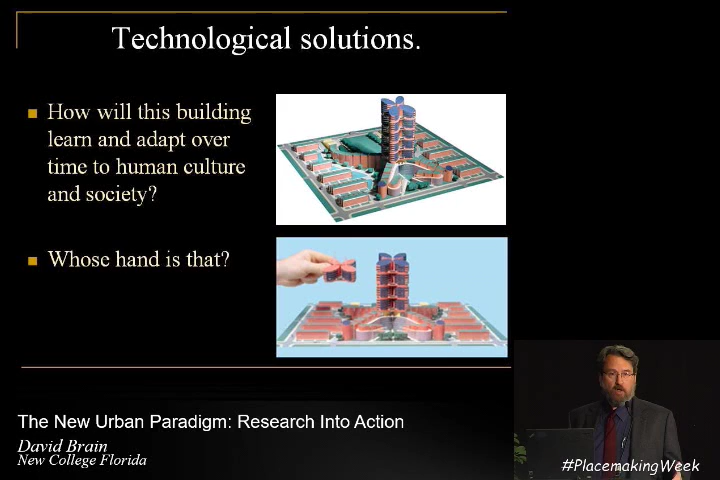 Technological solutions.
How will this building
learn and adapt over
time to human culture
and society?
Whose hand is that?
The New Urban Paradigm: Research Into Action
David Brain
New College Florida
#PlacemakingWeek